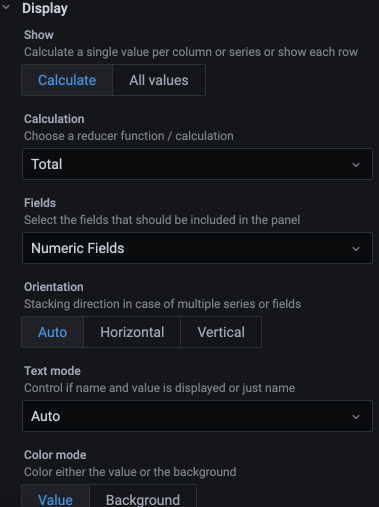 Display
Show
Calculate a single value per column or series or show each row
Calculate All values
Calculation
Choose a reducer function / calculation
Total
Fields
Select the fields that should be included in the panel
Numeric Fields
Orientation
Stacking direction in case of multiple series or fields
Auto Horizontal Vertical
Text mode
Control if name and value is displayed or just name
Auto
Color mode
Color either the value or the background
Value Background